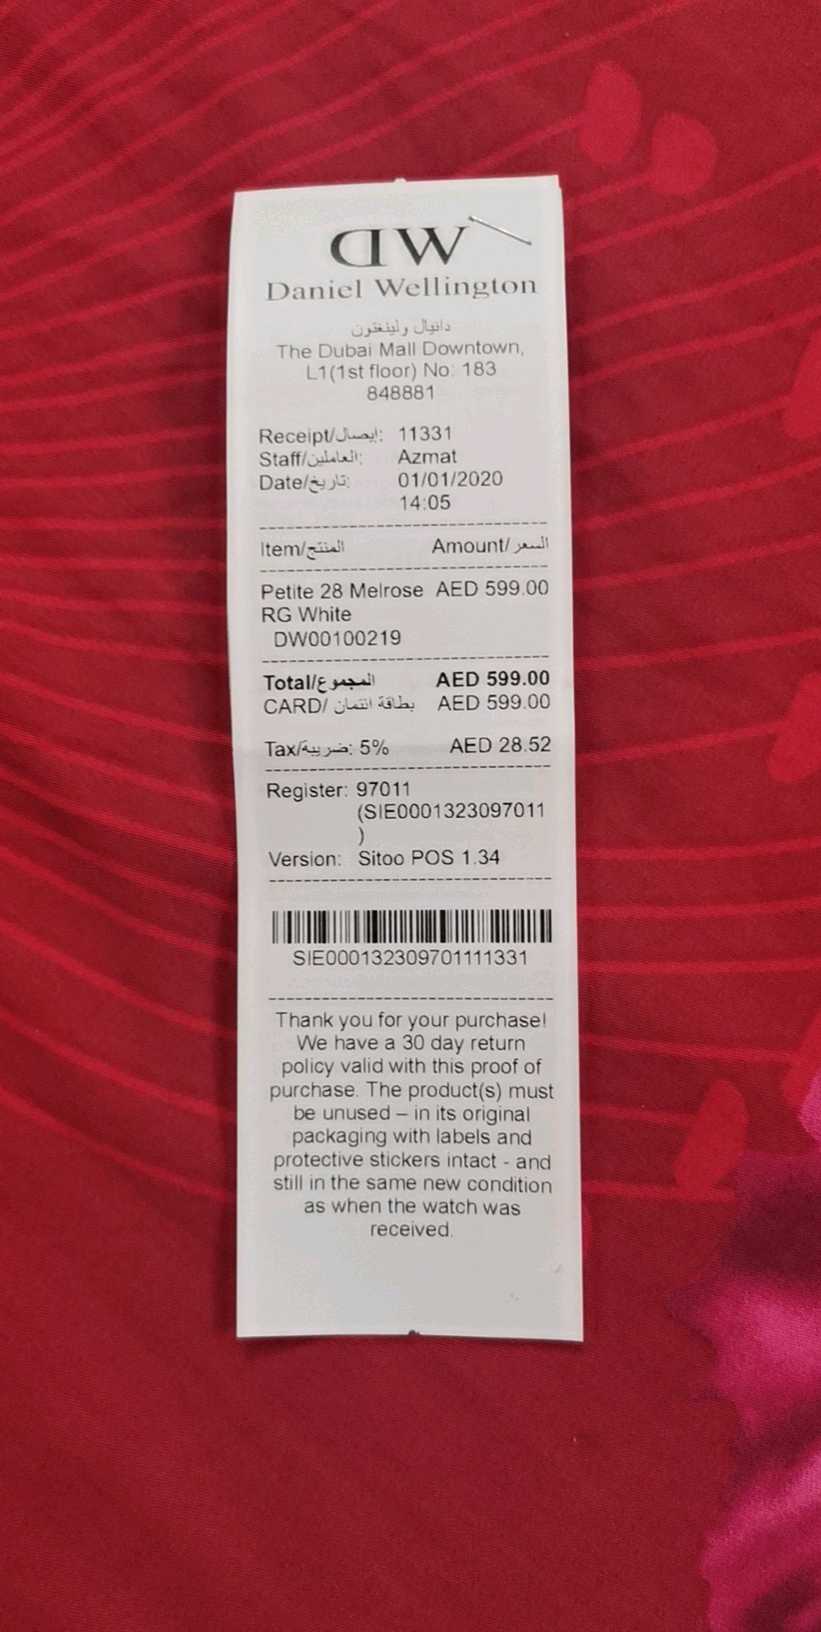 DW
Daniel Wellington
دانيال ولينغتون
The Dubai Mall Downtown,
L1(1st floor) No: 183
848881
Receipt/إيصال: 11331
Staff/العاملين: Azmat
Date/تاريخ: 01/01/2020
14:05
Item/المنتج Amount/السعر
Petite 28 Melrose AED 599.00
RG White
DW00100219
Total/المجموع AED 599.00
CARD/ بطاقة ائتمان AED 599.00
Tax/ضريبة: 5% AED 28.52
Register: 97011
(SIE0001323097011
)
Version: Sitoo POS 1.34
SIE000132309701111331
Thank you for your purchase!
We have a 30 day return
policy valid with this proof of
purchase. The product(s) must
be unused – in its original
packaging with labels and
protective stickers intact - and
still in the same new condition
as when the watch was
received.